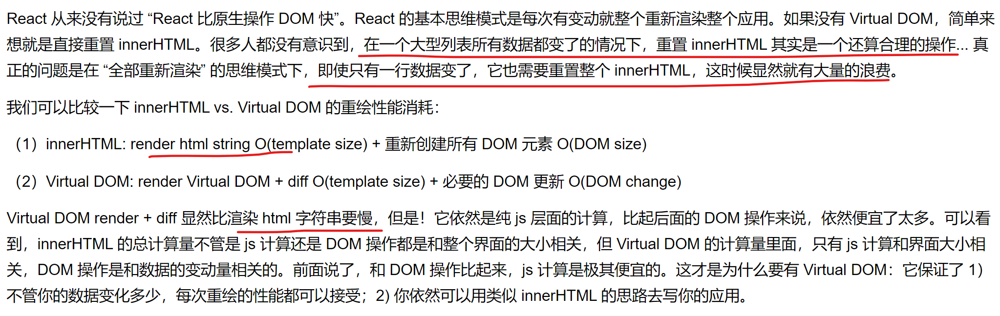 React 从来没有说过 “React 比原生操作 DOM 快”。React 的基本思维模式是每次有变动就整个重新渲染整个应用。如果没有 Virtual DOM，简单来
想就是直接重置 innerHTML。很多人都没有意识到，在一个大型列表所有数据都变了的情况下，重置 innerHTML 其实是一个还算合理的操作... 真
正的问题是在 “全部重新渲染” 的思维模式下，即使只有一行数据变了，它也需要重置整个 innerHTML，这时候显然就有大量的浪费。
我们可以比较一下 innerHTML vs. Virtual DOM 的重绘性能消耗：
（1）innerHTML: render html string O(template size) + 重新创建所有 DOM 元素 O(DOM size)
（2）Virtual DOM: render Virtual DOM + diff O(template size) + 必要的 DOM 更新 O(DOM change)
Virtual DOM render + diff 显然比渲染 html 字符串要慢，但是！它依然是纯 js 层面的计算，比起后面的 DOM 操作来说，依然便宜了太多。可以看
到，innerHTML 的总计算量不管是 js 计算还是 DOM 操作都是和整个界面的大小相关，但 Virtual DOM 的计算量里面，只有 js 计算和界面大小相
关，DOM 操作是和数据的变动量相关的。前面说了，和 DOM 操作比起来，js 计算是极其便宜的。这才是为什么要有 Virtual DOM：它保证了 1)
不管你的数据变化多少，每次重绘的性能都可以接受；2) 你依然可以用类似 innerHTML 的思路去写你的应用。